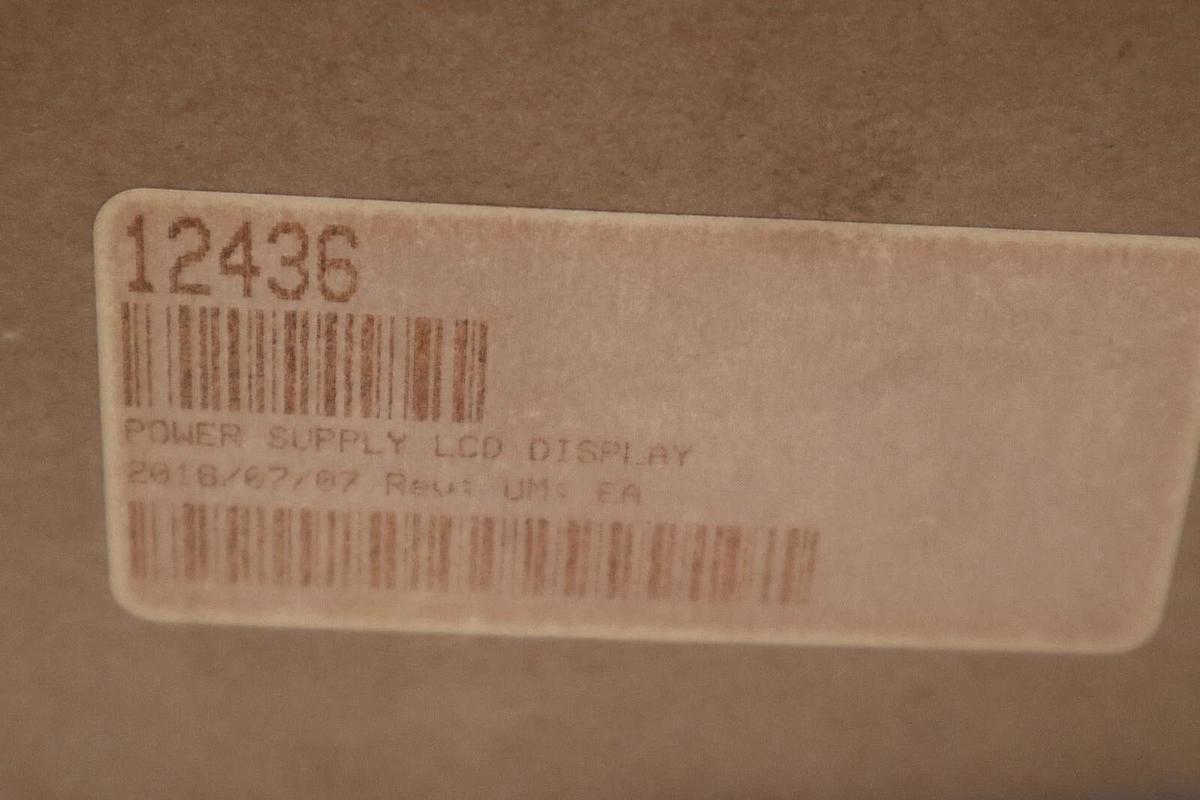 12436
POWER SUPPLY LCD DISPLAY
2016/07/07 Rev: UM: EA